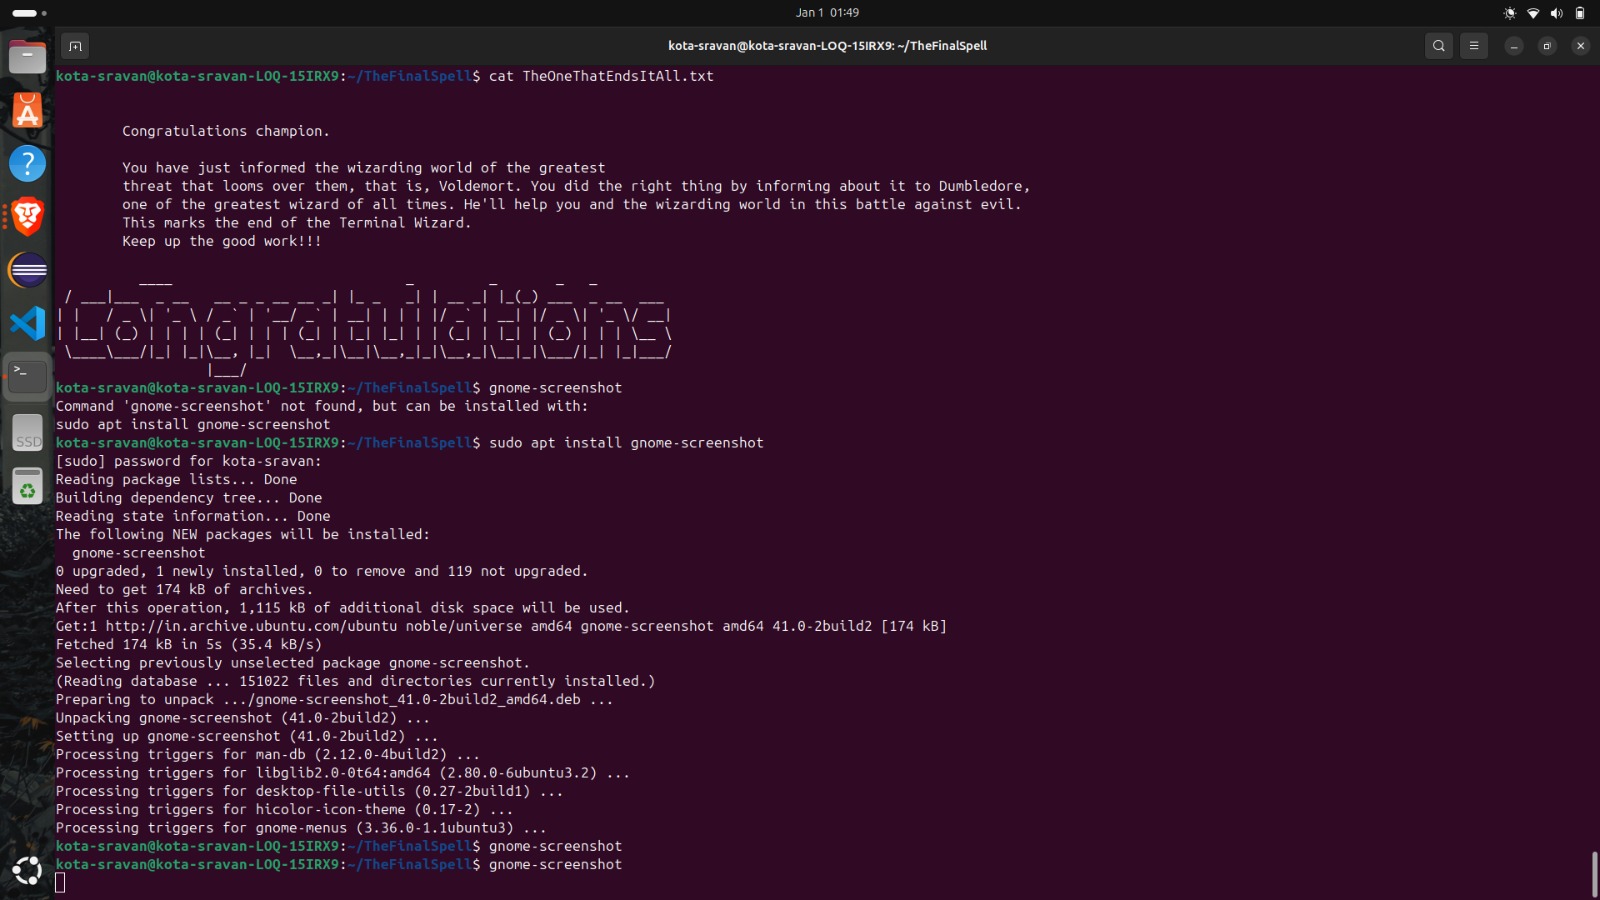 Jan 1 01:49
kota-sravan@kota-sravan-LOQ-15IRX9: ~/TheFinalSpell
kota-sravan@kota-sravan-LOQ-15IRX9:~/TheFinalSpell$ cat TheOneThatEndsItAll.txt
Congratulations champion.
You have just informed the wizarding world of the greatest
threat that looms over them, that is, Voldemort. You did the right thing by informing about it to Dumbledore,
one of the greatest wizard of all times. He'll help you and the wizarding world in this battle against evil.
This marks the end of the Terminal Wizard.
Keep up the good work!!!
Congratulations
kota-sravan@kota-sravan-LOQ-15IRX9:~/TheFinalSpell$ gnome-screenshot
Command 'gnome-screenshot' not found, but can be installed with:
sudo apt install gnome-screenshot
kota-sravan@kota-sravan-LOQ-15IRX9:~/TheFinalSpell$ sudo apt install gnome-screenshot
[sudo] password for kota-sravan:
Reading package lists... Done
Building dependency tree... Done
Reading state information... Done
The following NEW packages will be installed:
gnome-screenshot
0 upgraded, 1 newly installed, 0 to remove and 119 not upgraded.
Need to get 174 kB of archives.
After this operation, 1,115 kB of additional disk space will be used.
Get:1 http://in.archive.ubuntu.com/ubuntu noble/universe amd64 gnome-screenshot amd64 41.0-2build2 [174 kB]
Fetched 174 kB in 5s (35.4 kB/s)
Selecting previously unselected package gnome-screenshot.
(Reading database ... 151022 files and directories currently installed.)
Preparing to unpack .../gnome-screenshot_41.0-2build2_amd64.deb ...
Unpacking gnome-screenshot (41.0-2build2) ...
Setting up gnome-screenshot (41.0-2build2) ...
Processing triggers for man-db (2.12.0-4build2) ...
Processing triggers for libglib2.0-0t64:amd64 (2.80.0-6ubuntu3.2) ...
Processing triggers for desktop-file-utils (0.27-2build1) ...
Processing triggers for hicolor-icon-theme (0.17-2) ...
Processing triggers for gnome-menus (3.36.0-1.1ubuntu3) ...
kota-sravan@kota-sravan-LOQ-15IRX9:~/TheFinalSpell$ gnome-screenshot
kota-sravan@kota-sravan-LOQ-15IRX9:~/TheFinalSpell$ gnome-screenshot
SSD